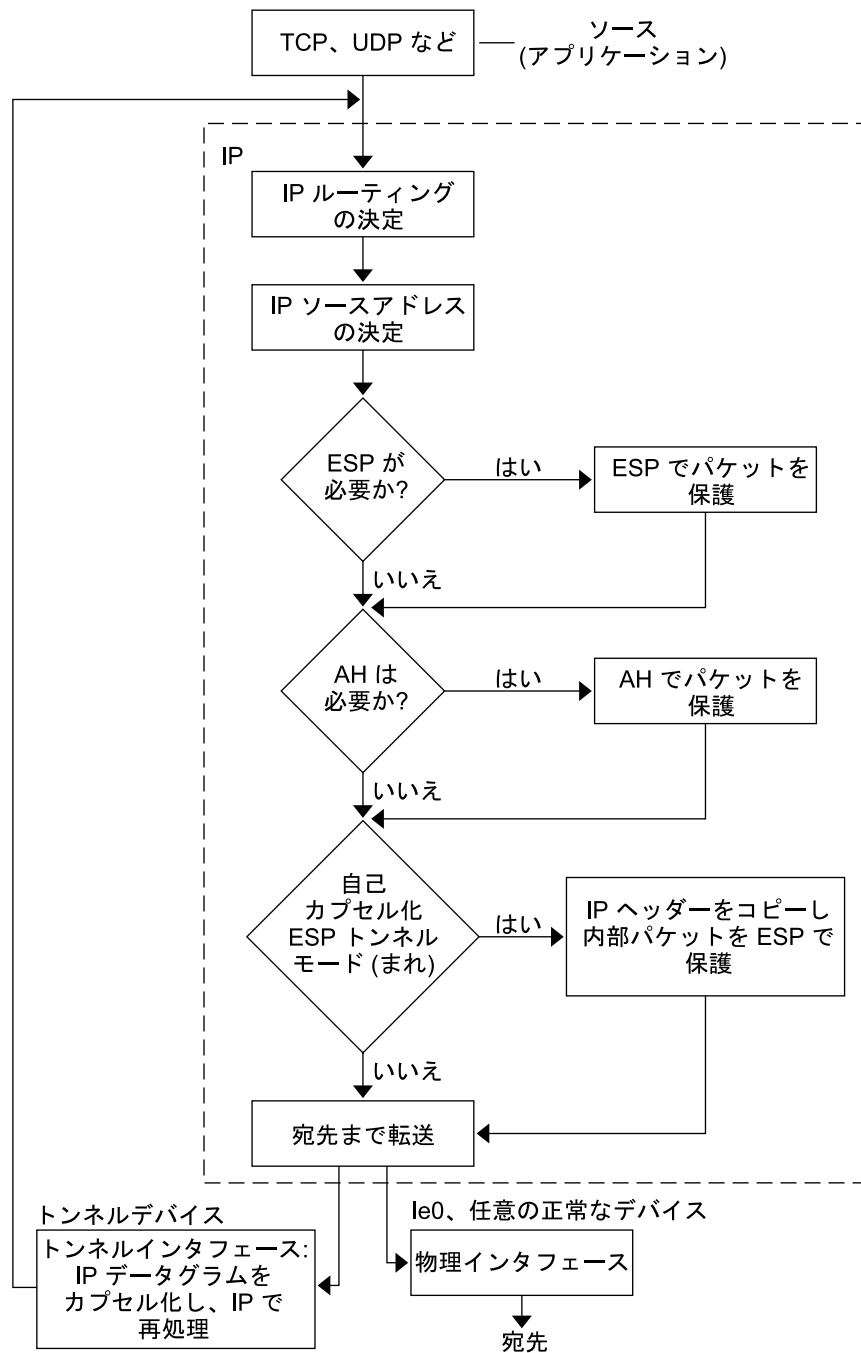 TCP、UDP など
ソース
(アプリケーション)
IP
IP ルーティング
の決定
IP ソースアドレス
の決定
ESP が
必要か?
はい
ESP でパケットを
保護
いいえ
AH は
必要か?
はい
AH でパケットを
保護
いいえ
自己
カプセル化
ESP トンネル
モード (まれ)
はい
IP ヘッダーをコピーし
内部パケットを ESP で
保護
いいえ
宛先まで転送
トンネルデバイス
トンネルインタフェース:
IP データグラムを
カプセル化し、IP で
再処理
le0、任意の正常なデバイス
物理インタフェース
宛先